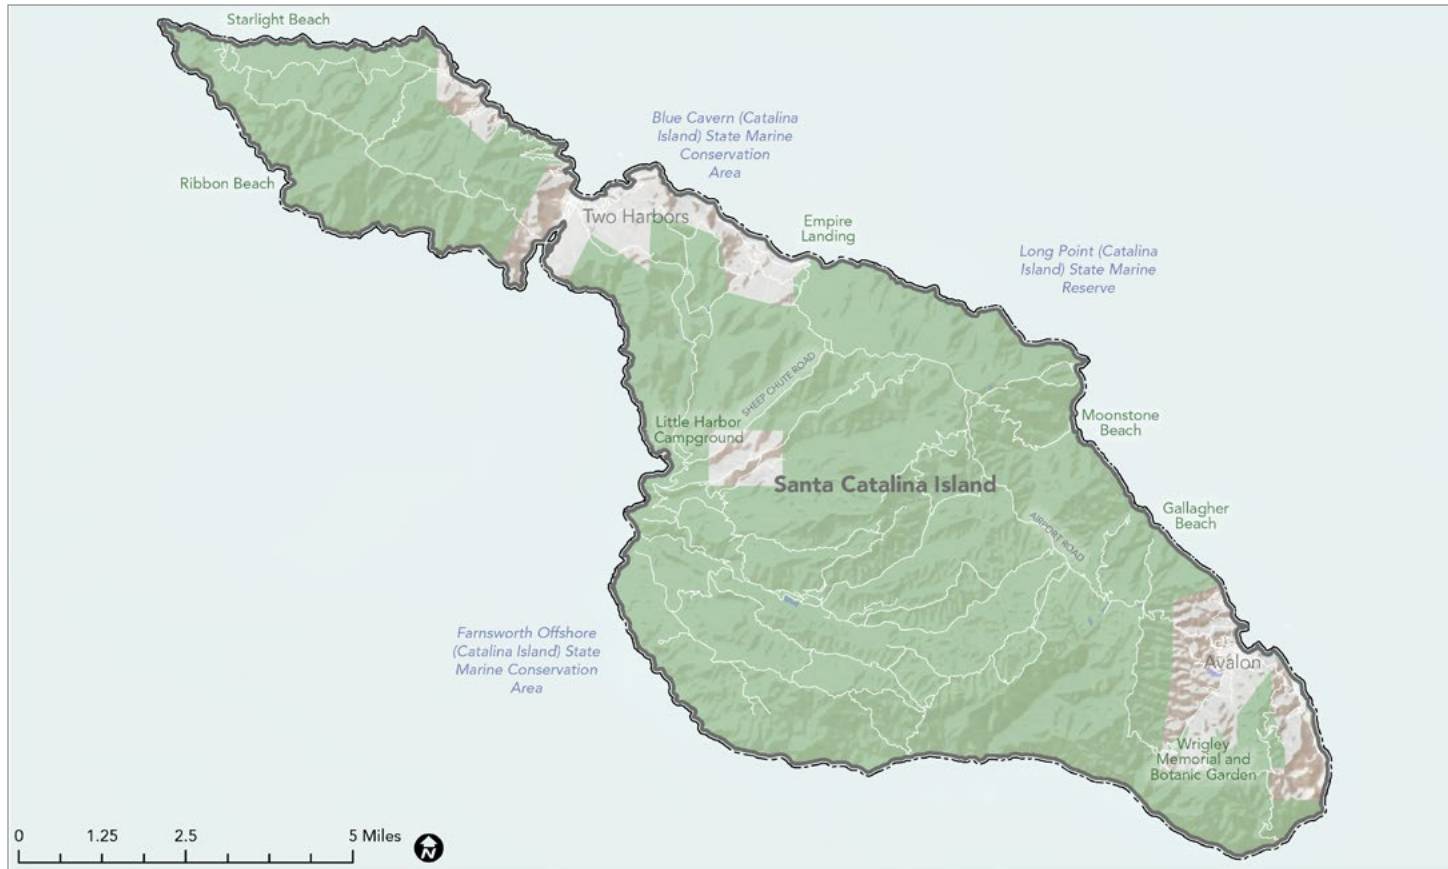 Starlight Beach
Blue Cavern (Catalina
Island) State Marine
Conservation
Area
Ribbon Beach
Two Harbors
Empire
Landing
Long Point (Catalina
Island) State Marine
Reserve
SHEEP CHUTE ROAD
Little Harbor
Campground
Moonstone
Beach
Santa Catalina Island
Gallagher
Beach
AIRPORT ROAD
Farnsworth Offshore
(Catalina Island) State
Marine Conservation
Area
Avalon
Wrigley
Memorial and
Botanic Garden
0 1.25 2.5 5 Miles
N